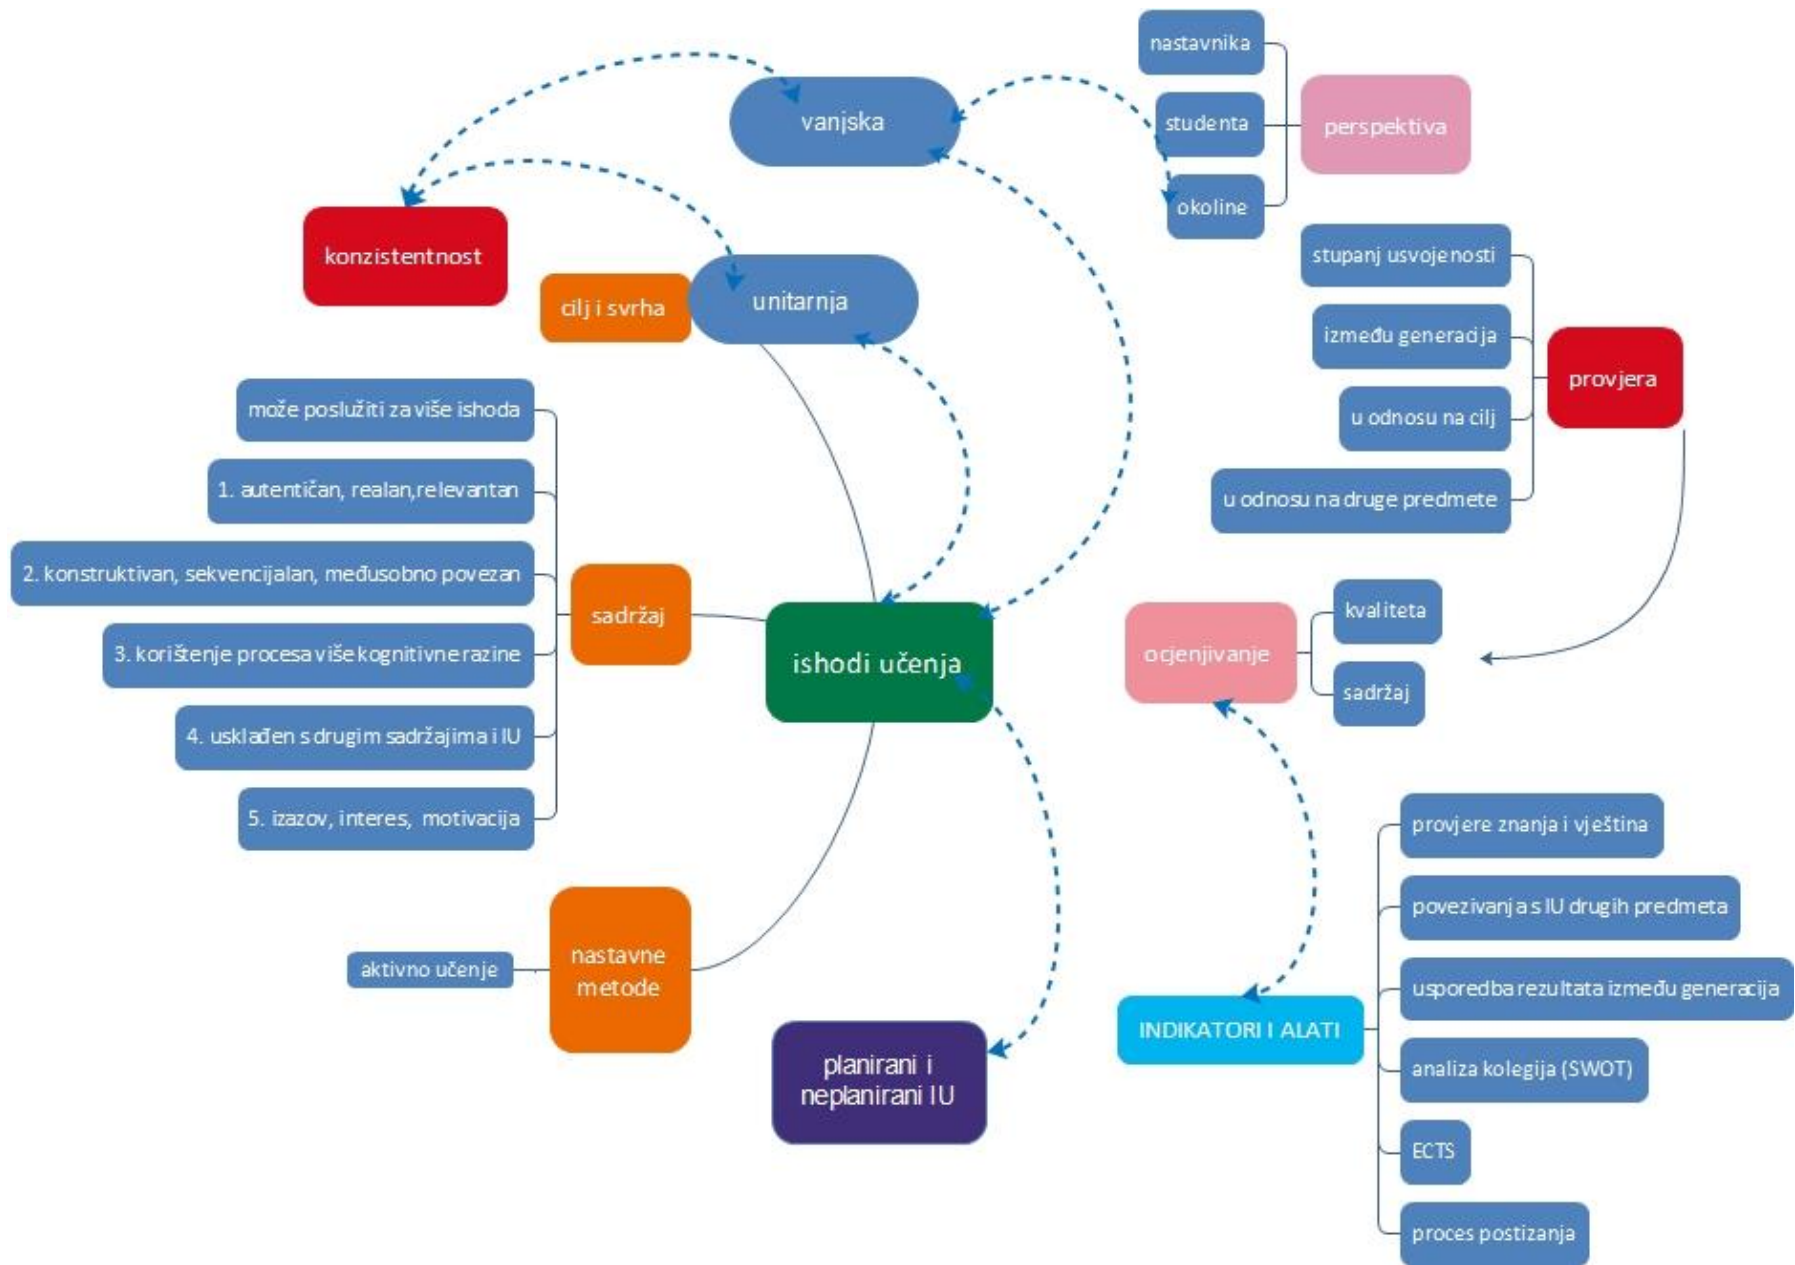 nastavnika
studenta
okoline
perspektiva
vanjska
konzistentnost
cilj i svrha
unitarnja
stupanj usvojenosti
između generacija
u odnosu na cilj
u odnosu na druge predmete
provjera
može poslužiti za više ishoda
1. autentičan, realan,relevantan
2. konstruktivan, sekvencijalan, međusobno povezan
3. korištenje procesa više kognitivne razine
4. usklađen s drugim sadržajima i IU
5. izazov, interes, motivacija
sadržaj
ishodi učenja
ocjenjivanje
kvaliteta
sadržaj
aktivno učenje
nastavne
metode
planirani i
neplanirani IU
INDIKATORI I ALATI
provjere znanja i vještina
povezivanja s IU drugih predmeta
usporedba rezultata između generacija
analiza kolegija (SWOT)
ECTS
proces postizanja